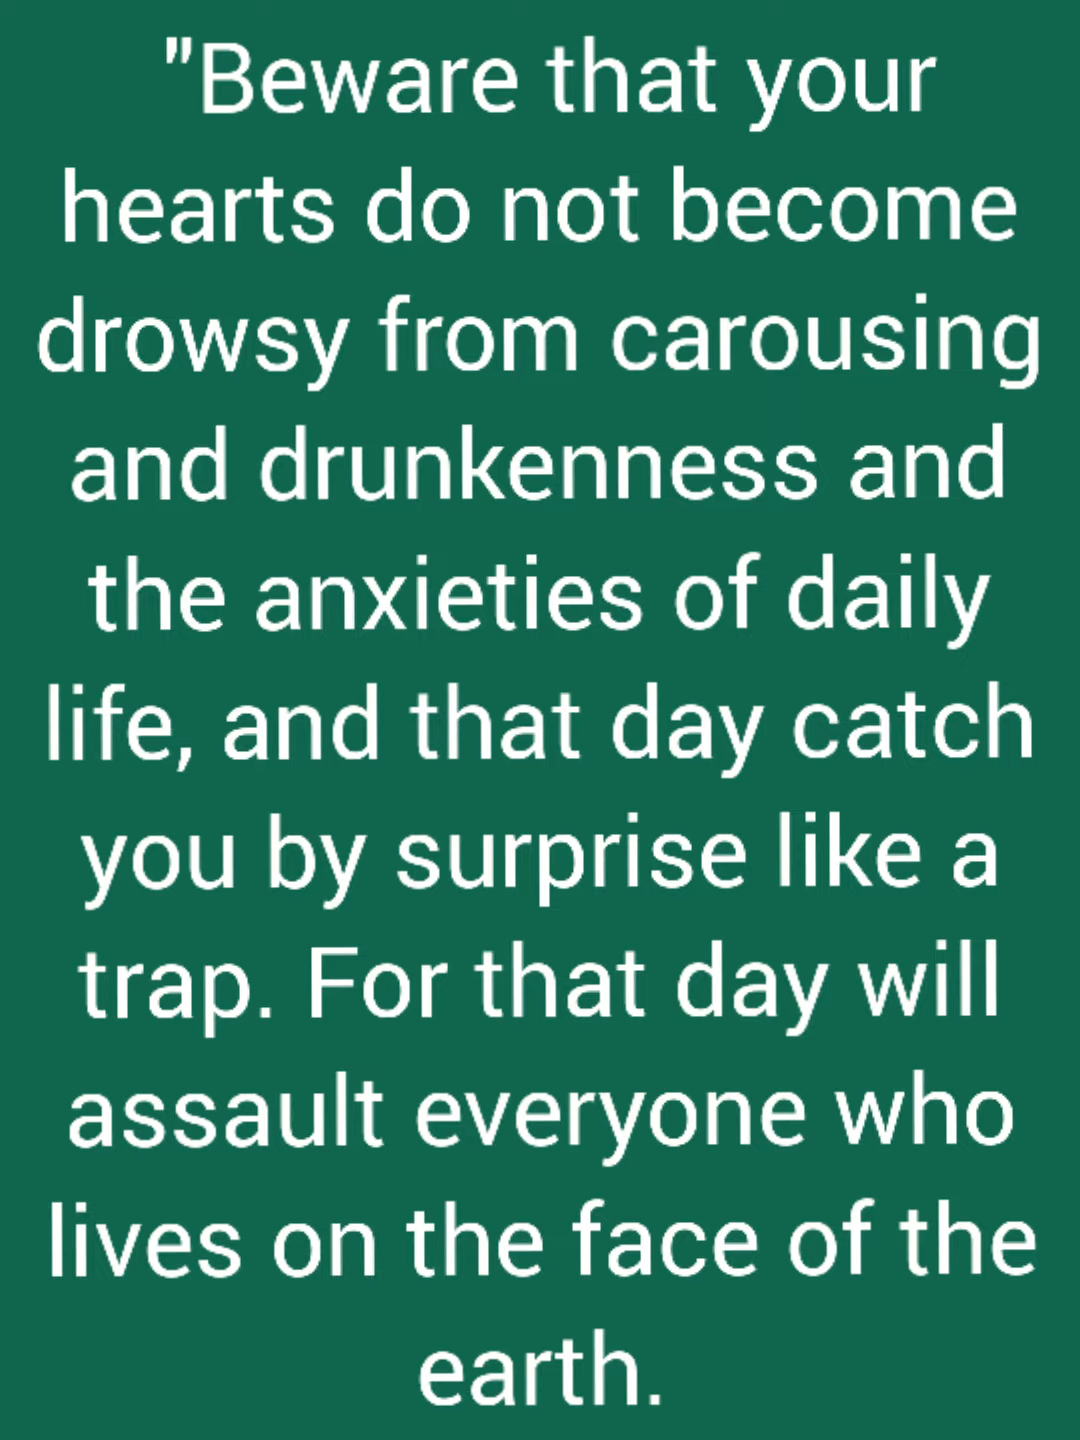 "Beware that your
hearts do not become
drowsy from carousing
and drunkenness and
the anxieties of daily
life, and that day catch
you by surprise like a
trap. For that day will
assault everyone who
lives on the face of the
earth.